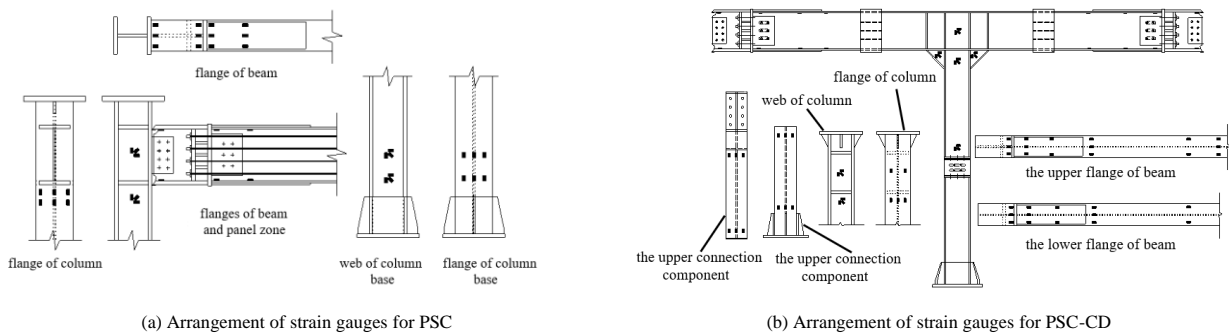 flange of beam
flanges of beam
and panel zone
flange of column
web of column
base
flange of column
base
(a) Arrangement of strain gauges for PSC
flange of column
web of column
the upper flange of beam
the lower flange of beam
the upper connection
component
the upper connection
component
(b) Arrangement of strain gauges for PSC-CD